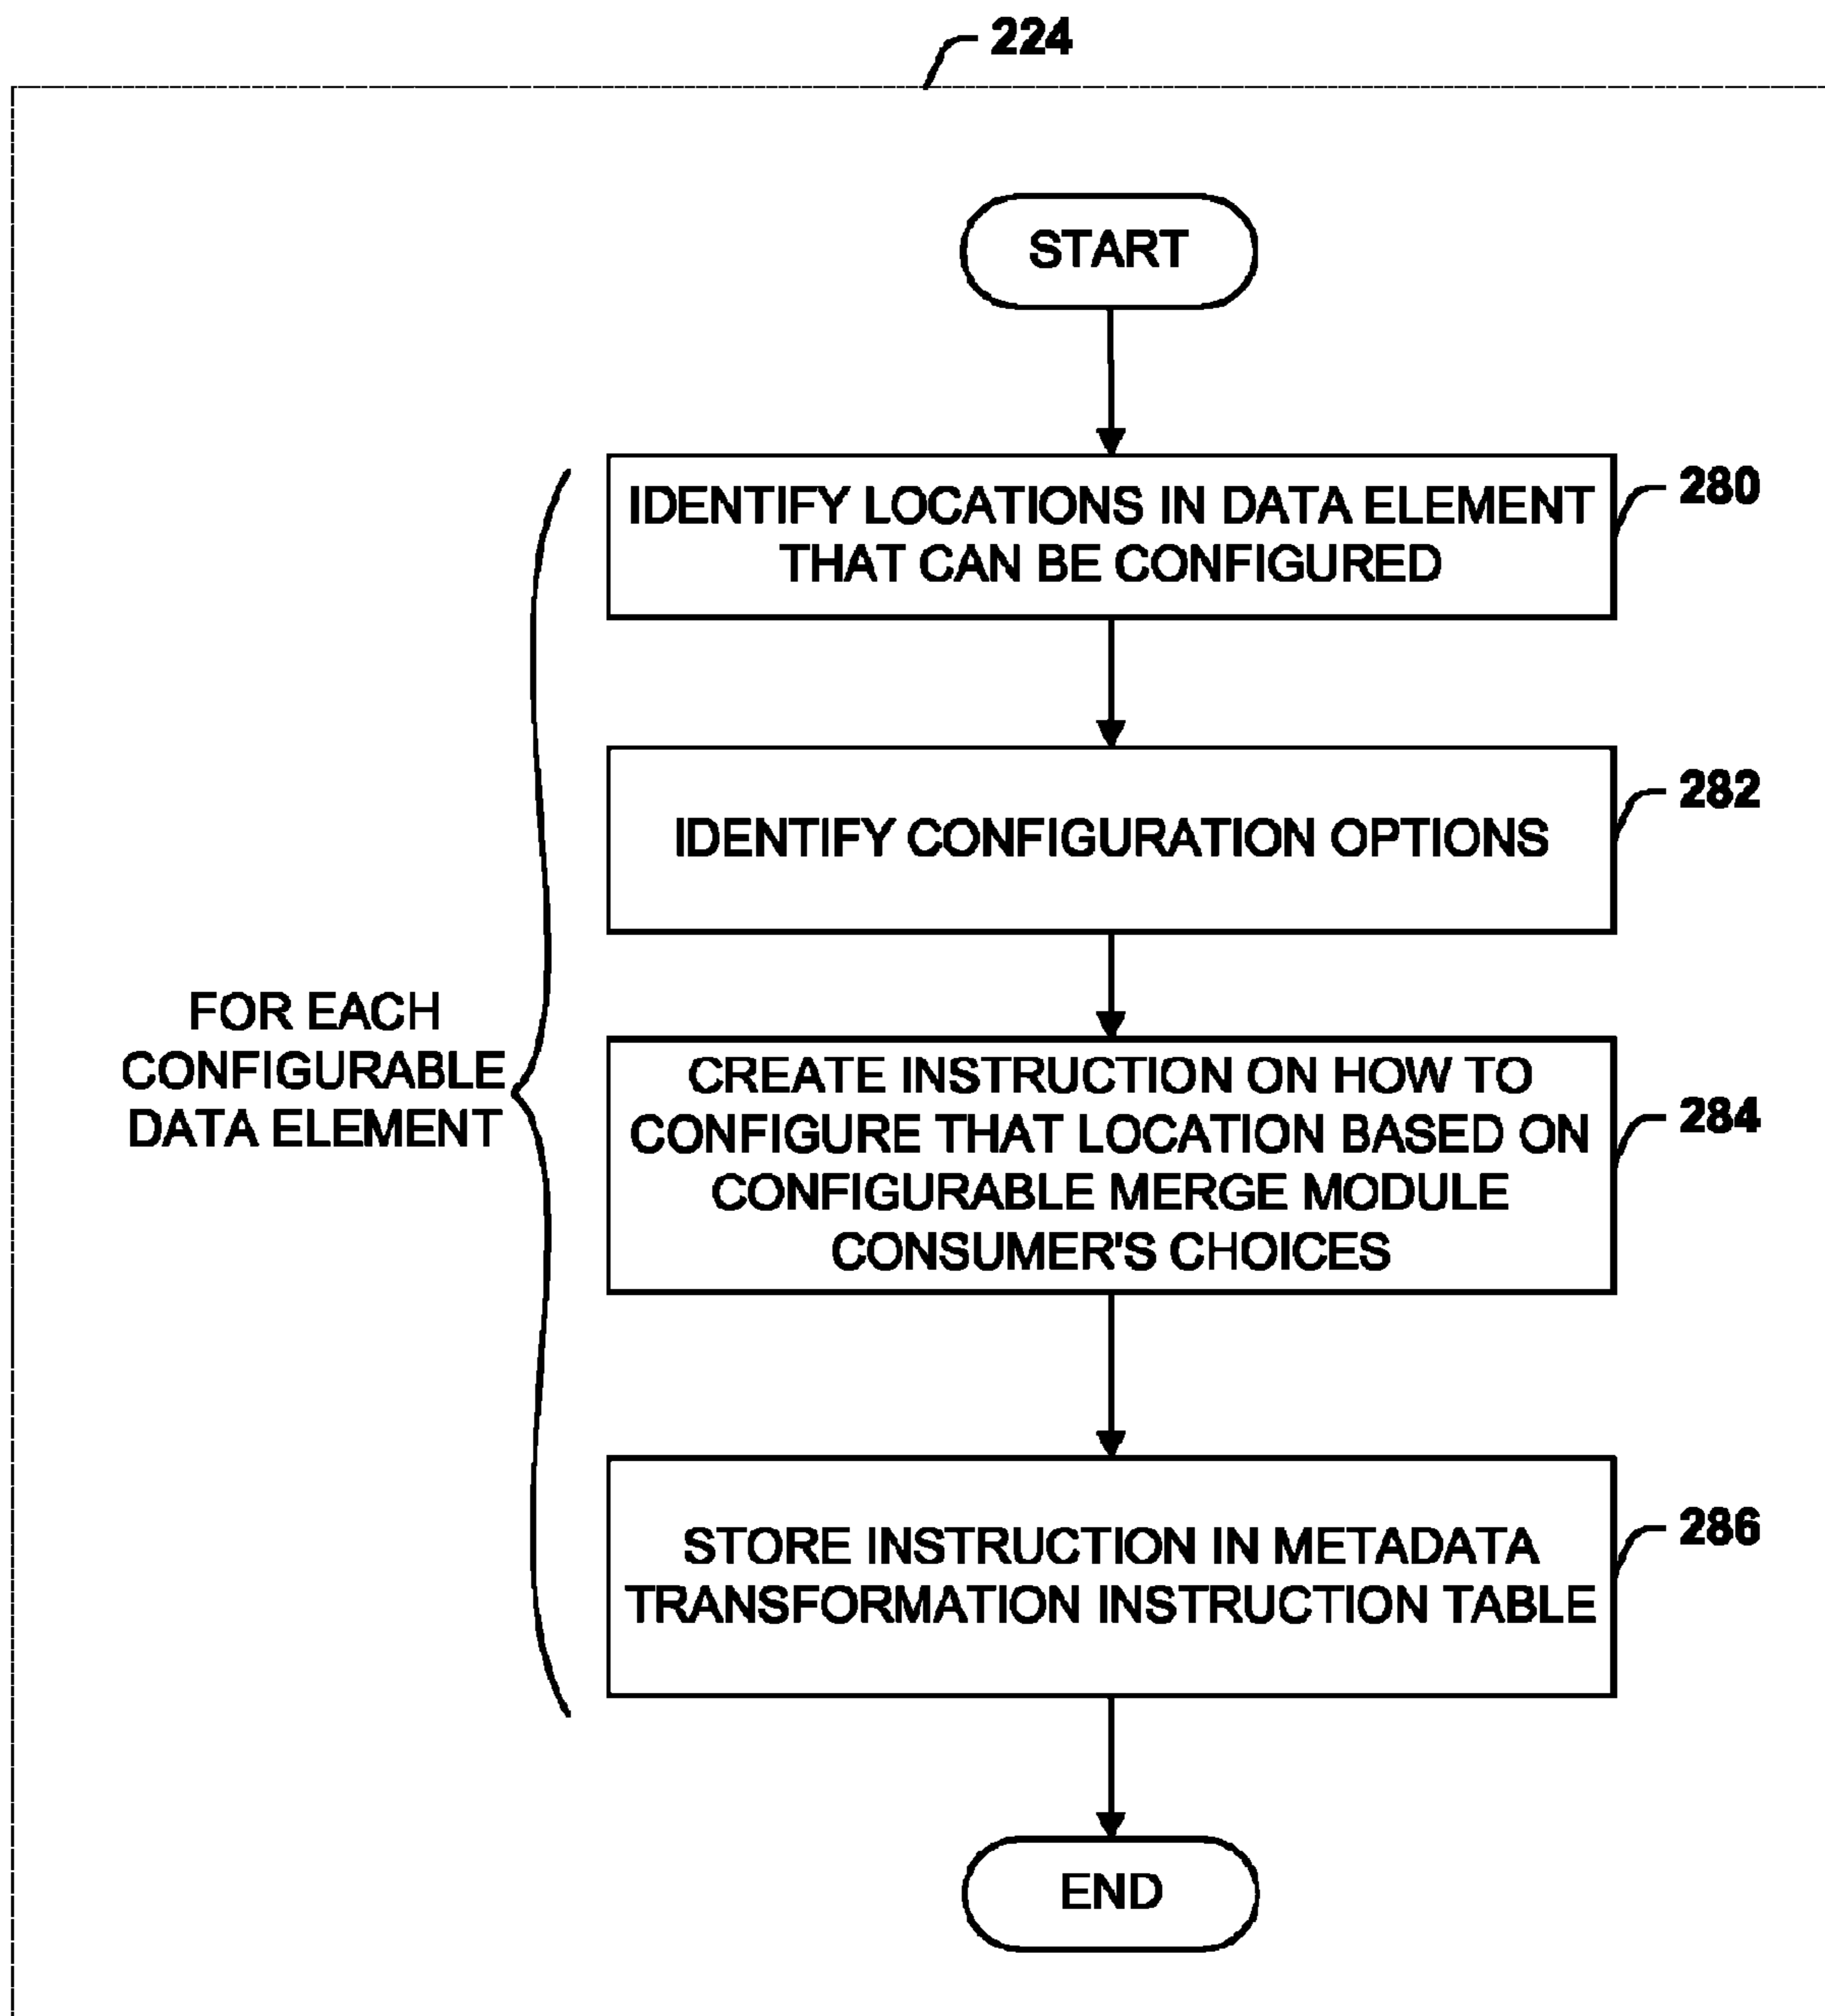 224
START
IDENTIFY LOCATIONS IN DATA ELEMENT
THAT CAN BE CONFIGURED
280
IDENTIFY CONFIGURATION OPTIONS
282
FOR EACH
CONFIGURABLE
DATA ELEMENT
CREATE INSTRUCTION ON HOW TO
CONFIGURE THAT LOCATION BASED ON
CONFIGURABLE MERGE MODULE
CONSUMER'S CHOICES
284
STORE INSTRUCTION IN METADATA
TRANSFORMATION INSTRUCTION TABLE
286
END